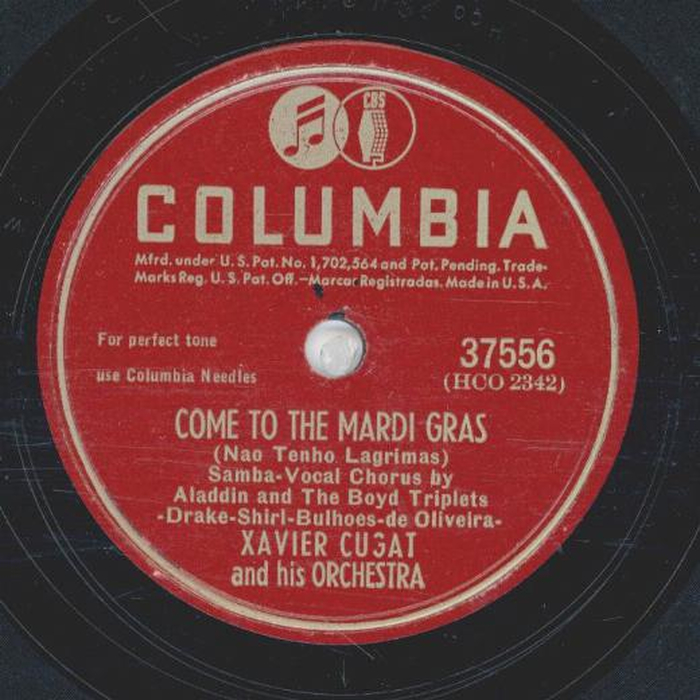 CBS
COLUMBIA
Mfrd. under U. S. Pat. No. 1,702,564 and Pat. Pending. Trade-
Marks Reg. U. S. Pat. Off.—Marcas Registradas. Made in U. S. A.
For perfect tone
use Columbia Needles
37556
(HCO 2342)
COME TO THE MARDI GRAS
(Nao Tenho Lagrimas)
Samba-Vocal Chorus by
Aladdin and The Boyd Triplets
-Drake-Shirl-Bulhoes-de Oliveira-
XAVIER CUGAT
and his ORCHESTRA